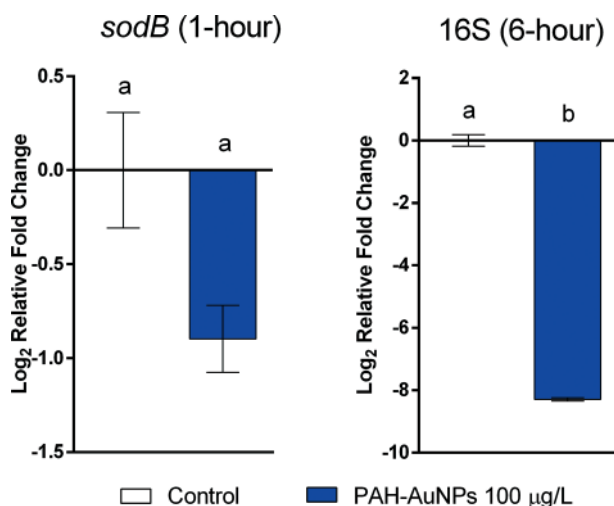 sodB (1-hour)
16S (6-hour)
Log2 Relative Fold Change
0.5
0.0
-0.5
-1.0
-1.5
a
a
Log2 Relative Fold Change
2
0
-2
-4
-6
-8
-10
a
b
Control
PAH-AuNPs 100 µg/L